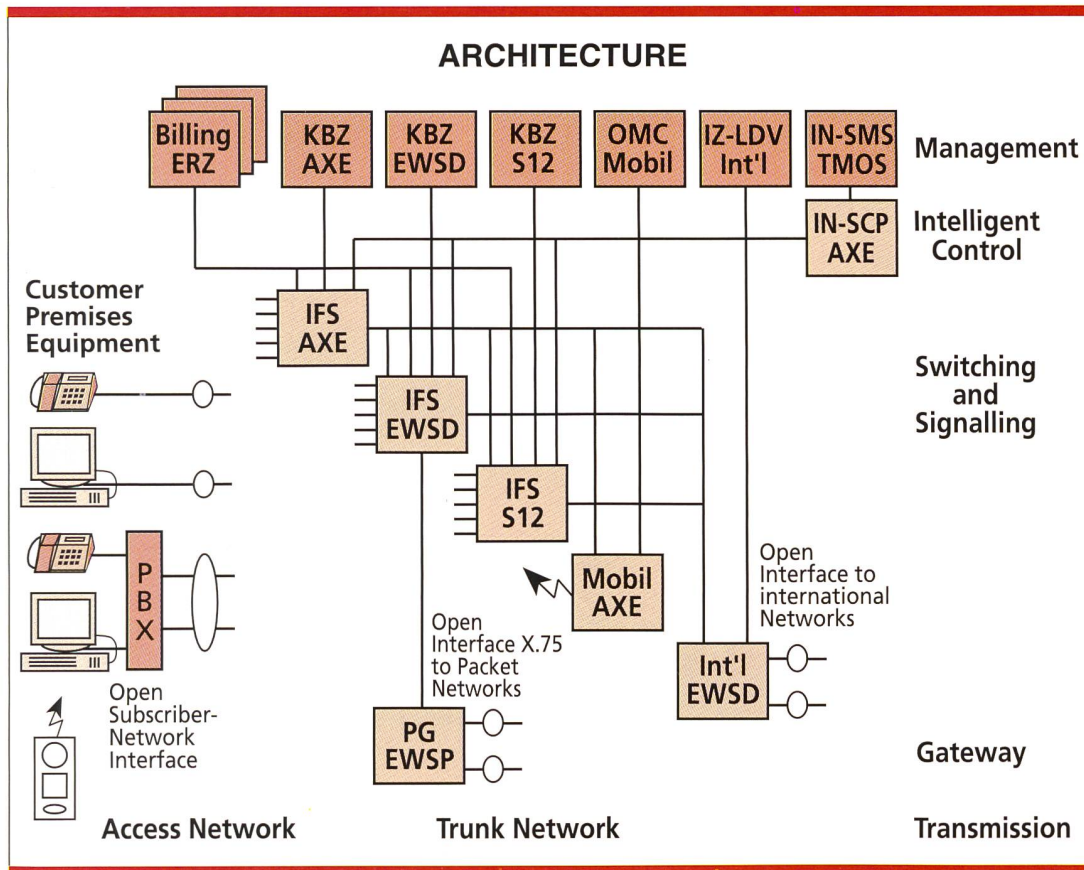 ARCHITECTURE
Billing
ERZ
KBZ
AXE
KBZ
EWSD
KBZ
S12
OMC
Mobil
IZ-LDV
Int'l
IN-SMS
TMOS
Management
IN-SCP
AXE
Intelligent
Control
Customer
Premises
Equipment
IFS
AXE
IFS
EWSD
Switching
and
Signalling
IFS
S12
P
B
X
Mobil
AXE
Open
Interface to
international
Networks
Open
Interface X.75
to Packet
Networks
Int'l
EWSD
Open
Subscriber-
Network
Interface
PG
EWSP
Gateway
Access Network
Trunk Network
Transmission